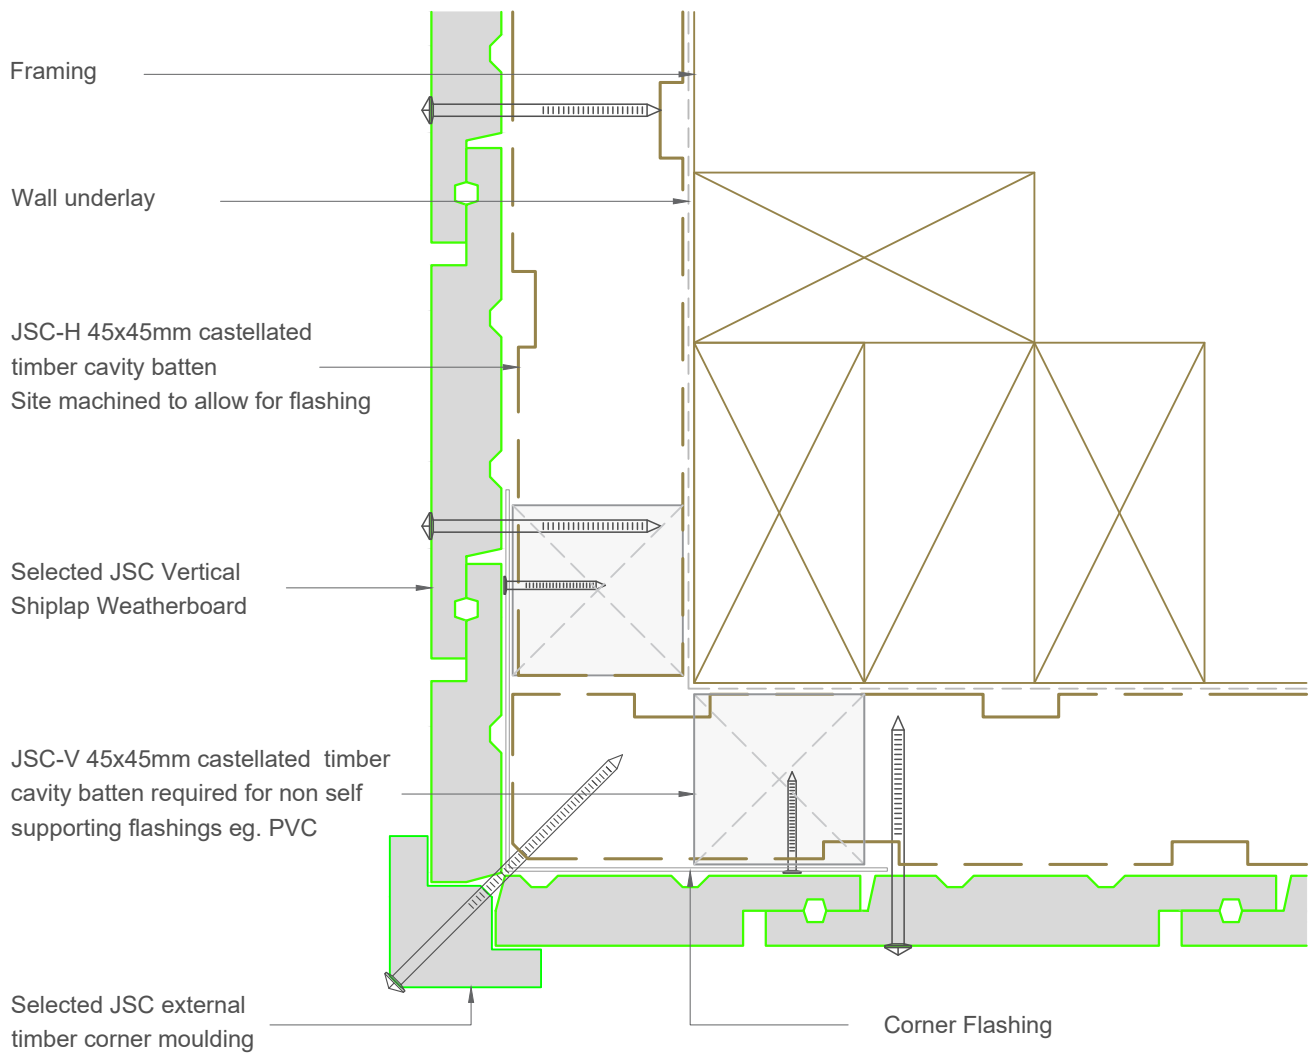 Framing
Wall underlay
JSC-H 45x45mm castellated
timber cavity batten
Site machined to allow for flashing
Selected JSC Vertical
Shiplap Weatherboard
JSC-V 45x45mm castellated  timber
cavity batten required for non self
supporting flashings eg. PVC
Selected JSC external
timber corner moulding
Corner Flashing